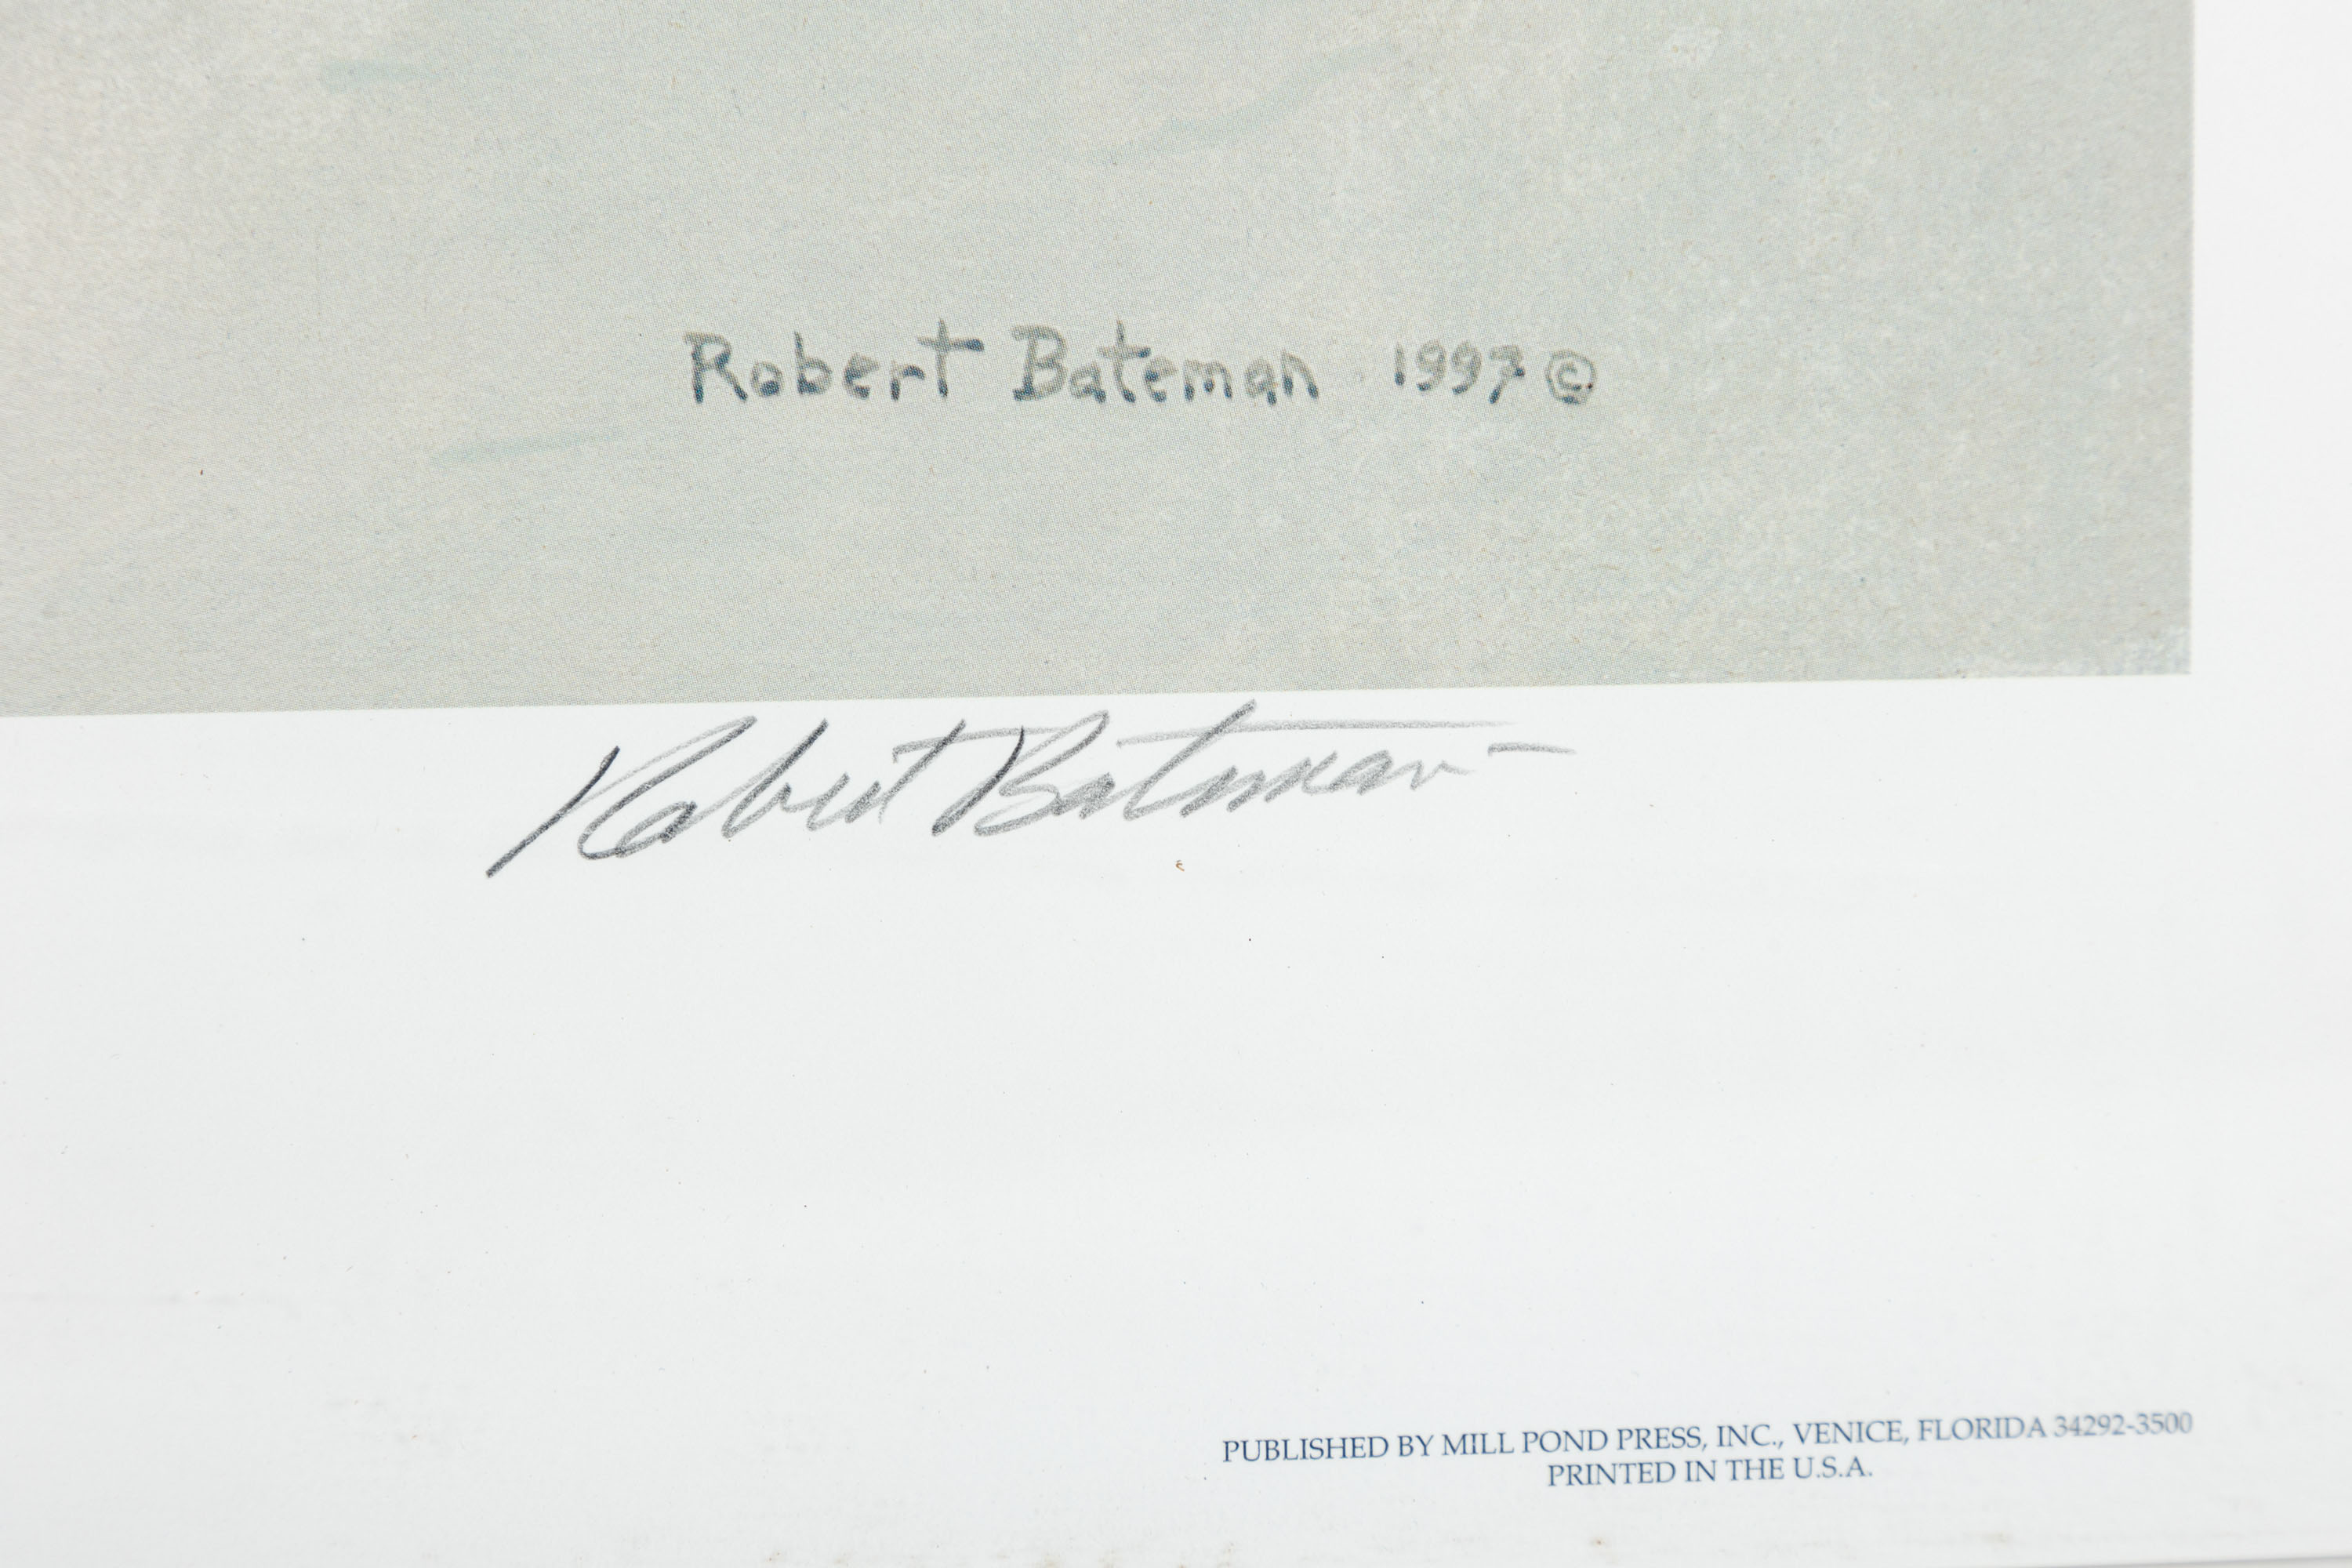 Robert Bateman 1997 ©
Robert Bateman
PUBLISHED BY MILL POND PRESS, INC., VENICE, FLORIDA 34292-3500
PRINTED IN THE U.S.A.